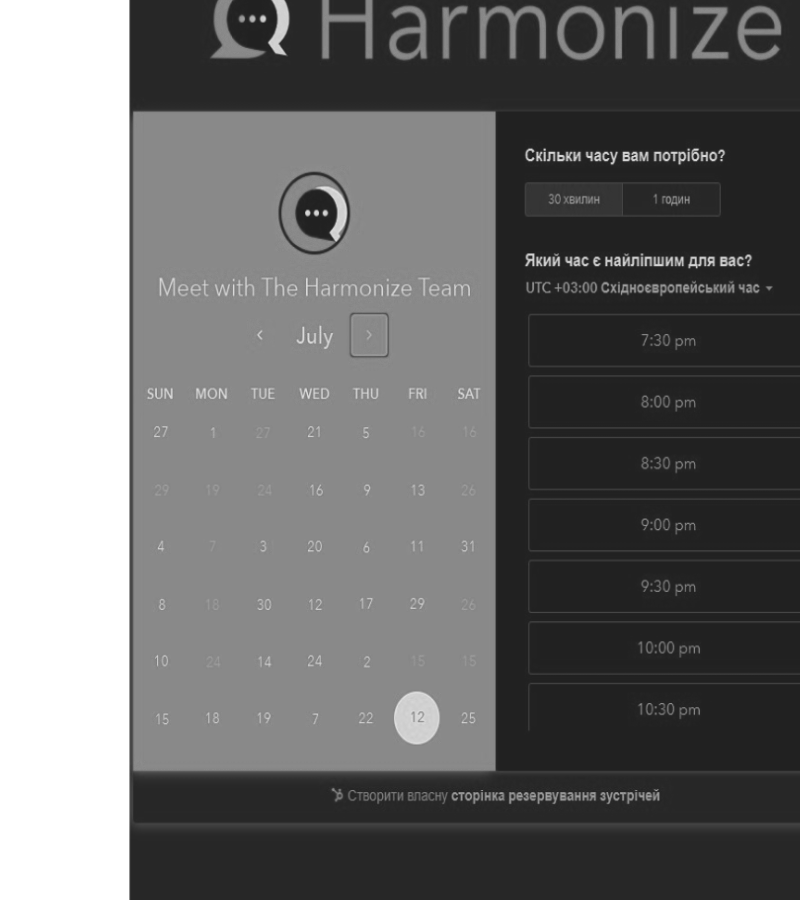 Harmonize
Meet with The Harmonize Team
July
SUN MON TUE WED THU FRI SAT
27 1 27 21 5 16 16
29 19 24 16 9 13 26
4 7 3 20 6 11 31
8 18 30 12 17 29 26
10 24 14 24 2 15 15
15 18 19 7 22 12 25
Скільки часу вам потрібно?
30 хвилин 1 годин
Який час є найліпшим для вас?
UTC +03:00 Східноєвропейський час
7:30 pm
8:00 pm
8:30 pm
9:00 pm
9:30 pm
10:00 pm
10:30 pm
Створити власну сторінка резервування зустрічей